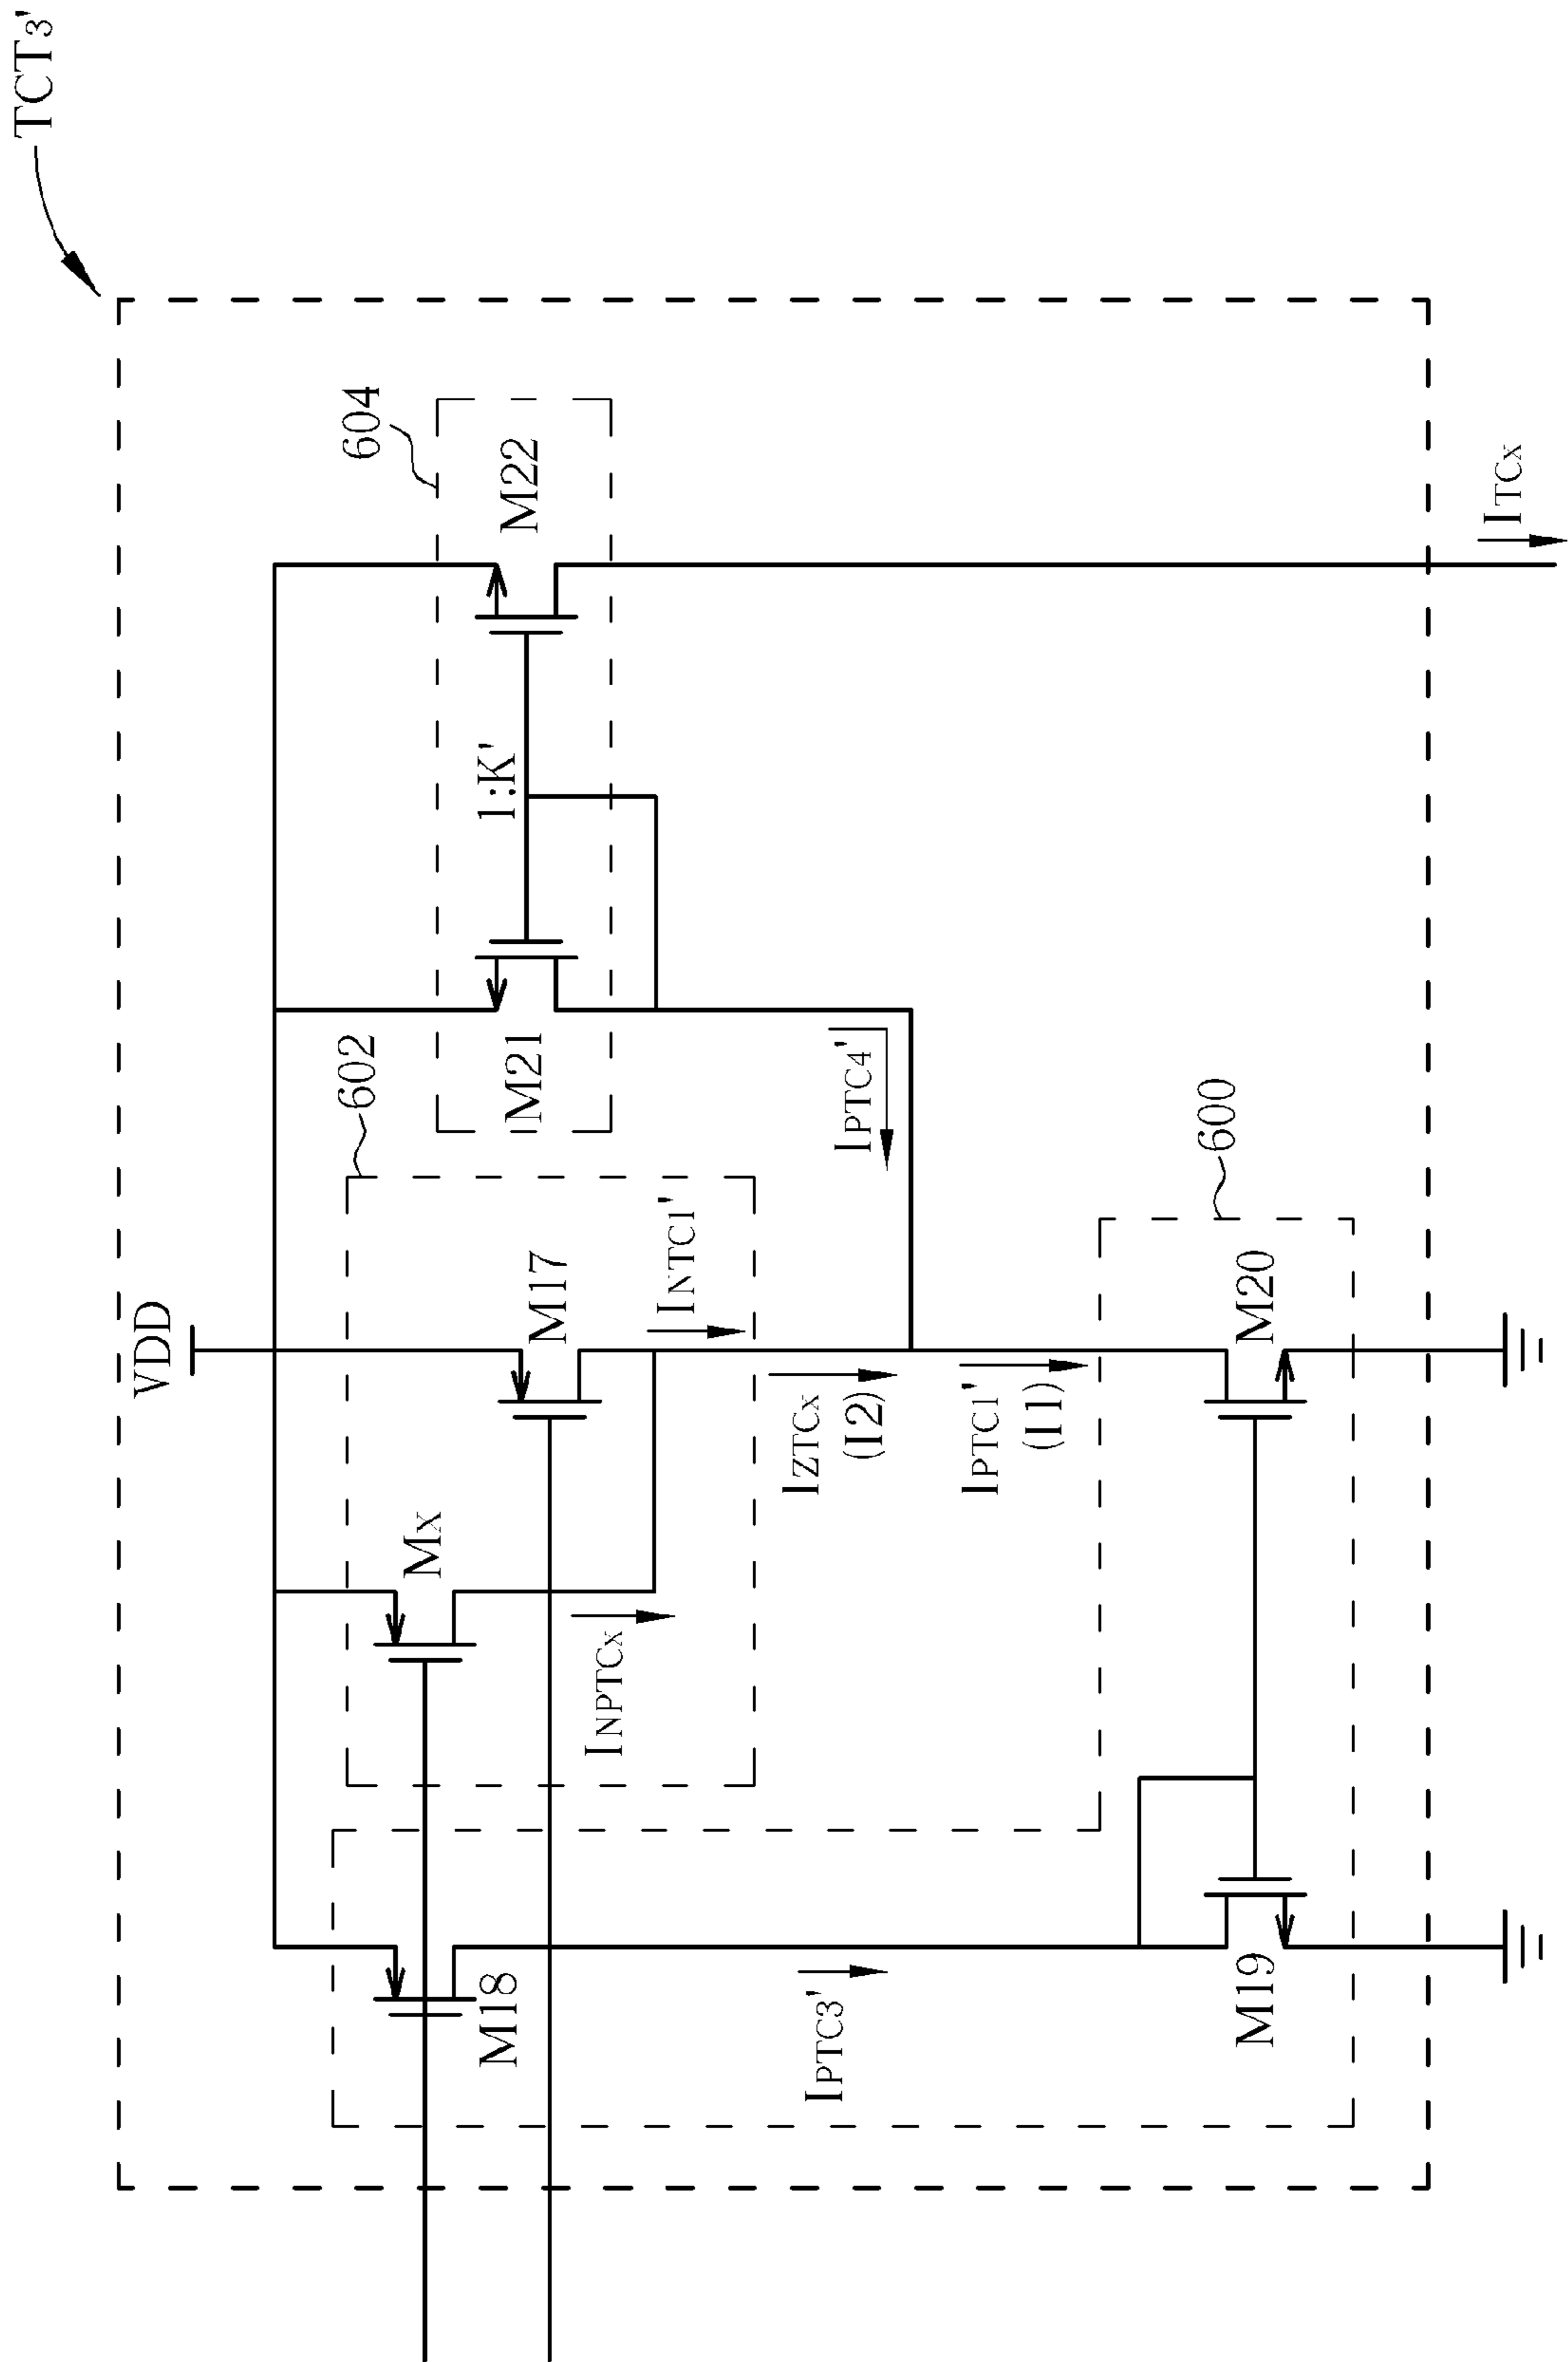 TCT3'
VDD
604
M22
1:K'
M21
602
INTC1'
M17
MX
INPTCx
M18
IPTC4'
IZTCx
(I2)
IPTC1'
(I1)
IPTC3'
600
M20
M19
ITCx